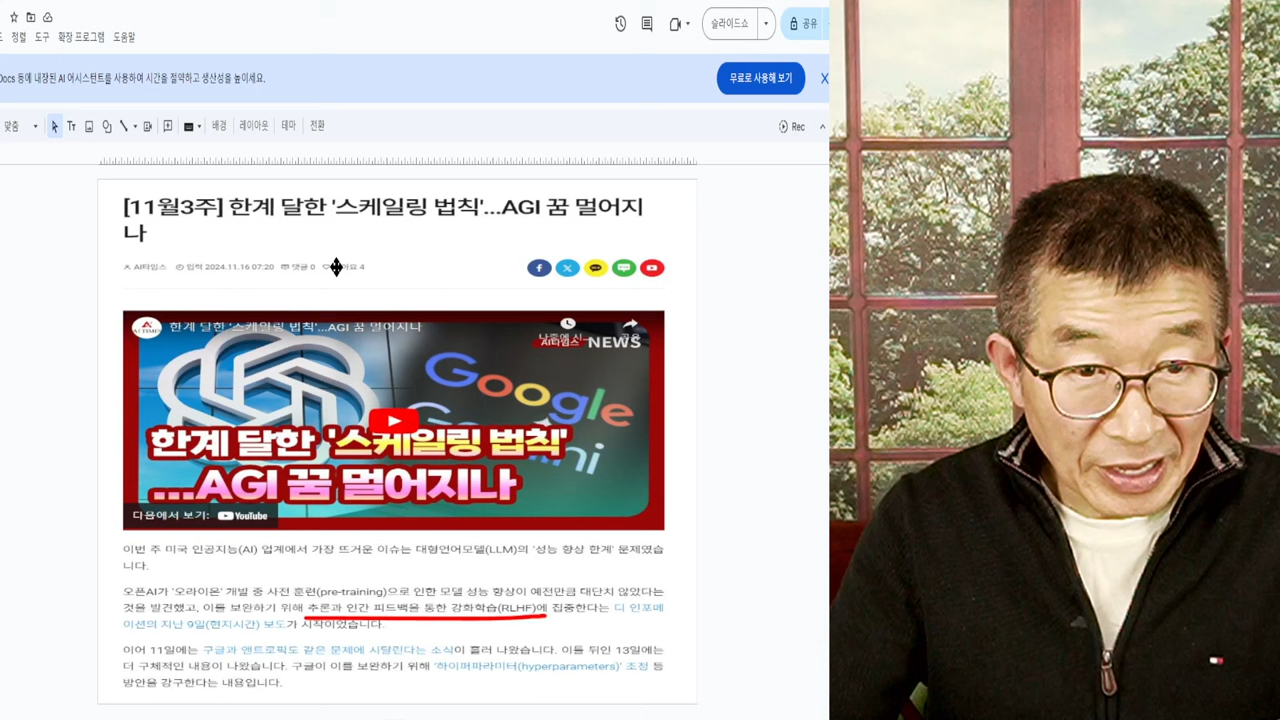 정렬 도구 확장 프로그램 도움말
슬라이드쇼
공유
Docs 등에 내장된 AI 어시스턴트를 사용하여 시간을 절약하고 생산성을 높이세요.
무료로 사용해 보기
X
맞춤
Tr
배경 레이아웃 테마 전환
Rec
[11월3주] 한계 달한 '스케일링 법칙'...AGI 꿈 멀어지
나
AI타임스 입력 2024.11.16 07:20 댓글 0 4
한계 달한 '스케일링 법칙'...AGI 꿈 멀어지나
AI타임스 NEWS
Google
한계 달한 '스케일링 법칙'
...AGI 꿈 멀어지나
다음에서 보기: YouTube
이번 주 미국 인공지능(AI) 업계에서 가장 뜨거운 이슈는 대형언어모델(LLM)의 '성능 향상 한계' 문제였습
니다.
오픈AI가 '오라이온' 개발 중 사전 훈련(pre-training)으로 인한 모델 성능 향상이 예전만큼 대단치 않았다는
것을 발견했고, 이를 보완하기 위해 추론과 인간 피드백을 통한 강화학습(RLHF)에 집중한다는 디 인포메
이션의 지난 9일(현지시간) 보도가 시작이었습니다.
이어 11일에는 구글과 앤트로픽도 같은 문제에 시달린다는 소식이 흘러 나왔습니다. 이틀 뒤인 13일에는
더 구체적인 내용이 나왔습니다. 구글이 이를 보완하기 위해 '하이퍼파라미터(hyperparameters)' 조정 등
방안을 강구한다는 내용입니다.